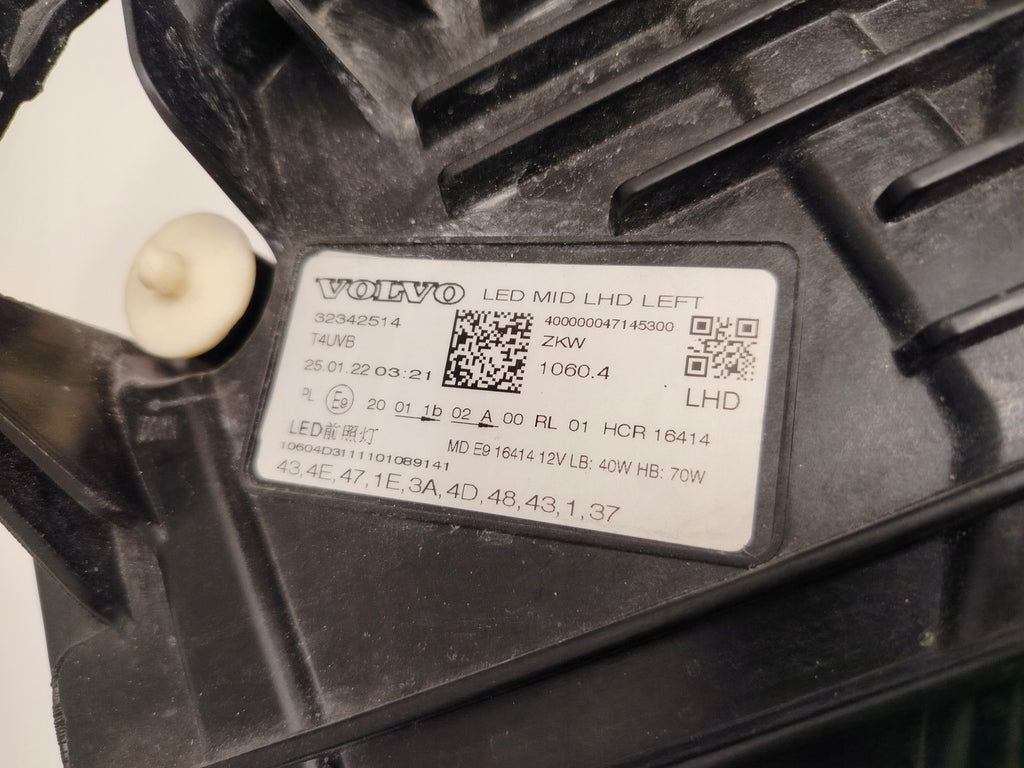 VOLVO LED MID LHD LEFT
32342514 400000047145300
T4UVB ZKW
25.01.22 03:21 1060.4
LHD
PL E9 20 01 1b 02 A 00 RL 01 HCR 16414
LED前照灯 MD E9 16414 12V LB: 40W HB: 70W
10604D3111101089141
43,4E,47,1E,3A,4D,48,43,1,37